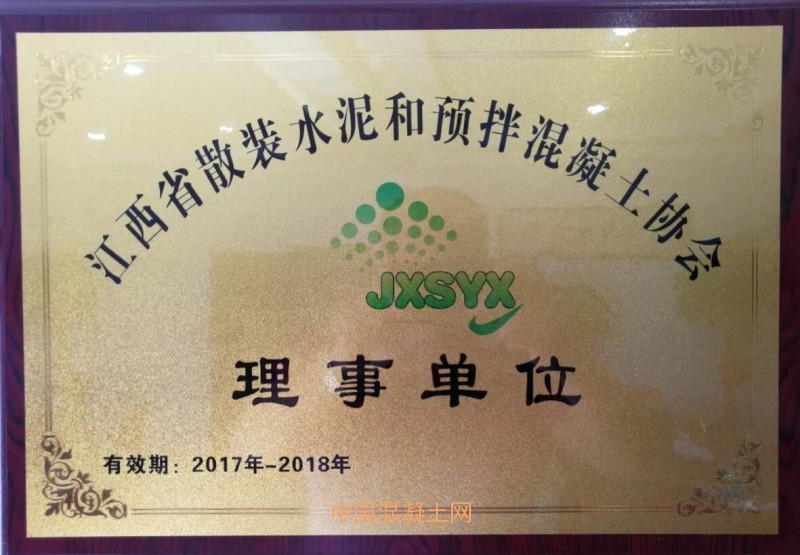 江西省散装水泥和预拌混凝土协会
JXSYX
理事单位
有效期：2017年-2018年
中国混凝土网